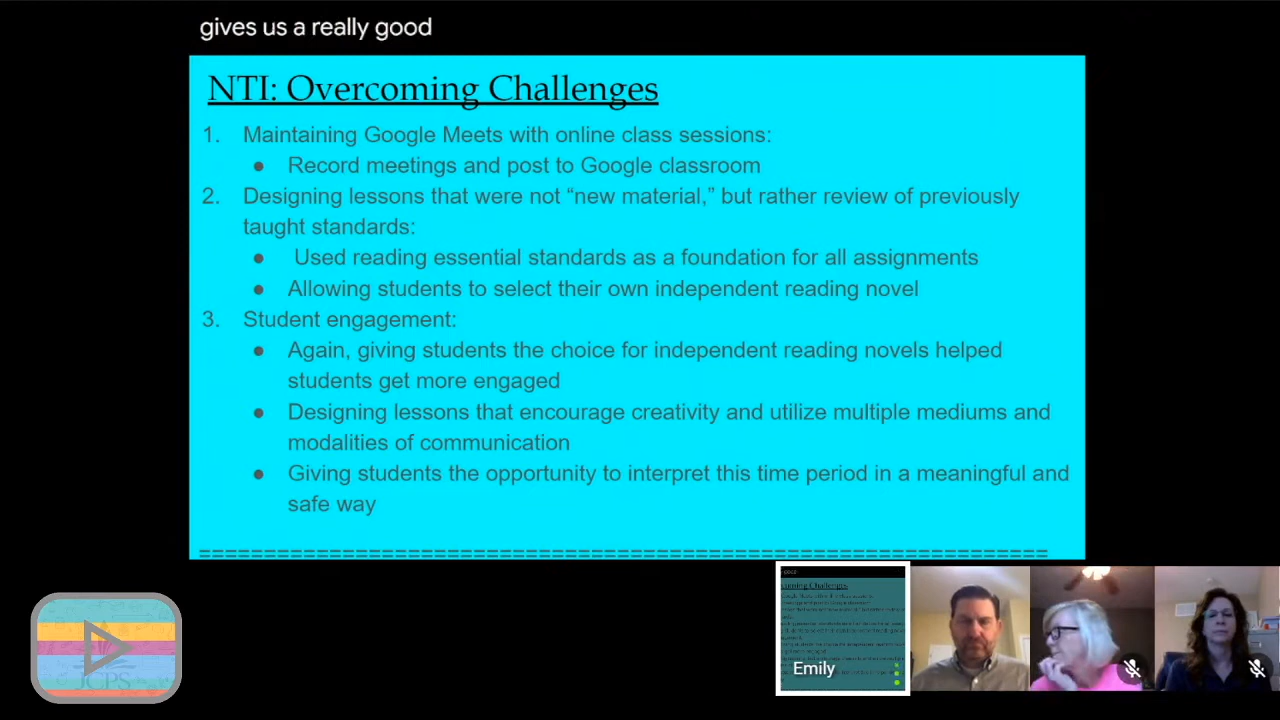 gives us a really good
NTI: Overcoming Challenges
1. Maintaining Google Meets with online class sessions:
● Record meetings and post to Google classroom
2. Designing lessons that were not “new material,” but rather review of previously
taught standards:
● Used reading essential standards as a foundation for all assignments
● Allowing students to select their own independent reading novel
3. Student engagement:
● Again, giving students the choice for independent reading novels helped
students get more engaged
● Designing lessons that encourage creativity and utilize multiple mediums and
modalities of communication
● Giving students the opportunity to interpret this time period in a meaningful and
safe way
Emily
JCPS